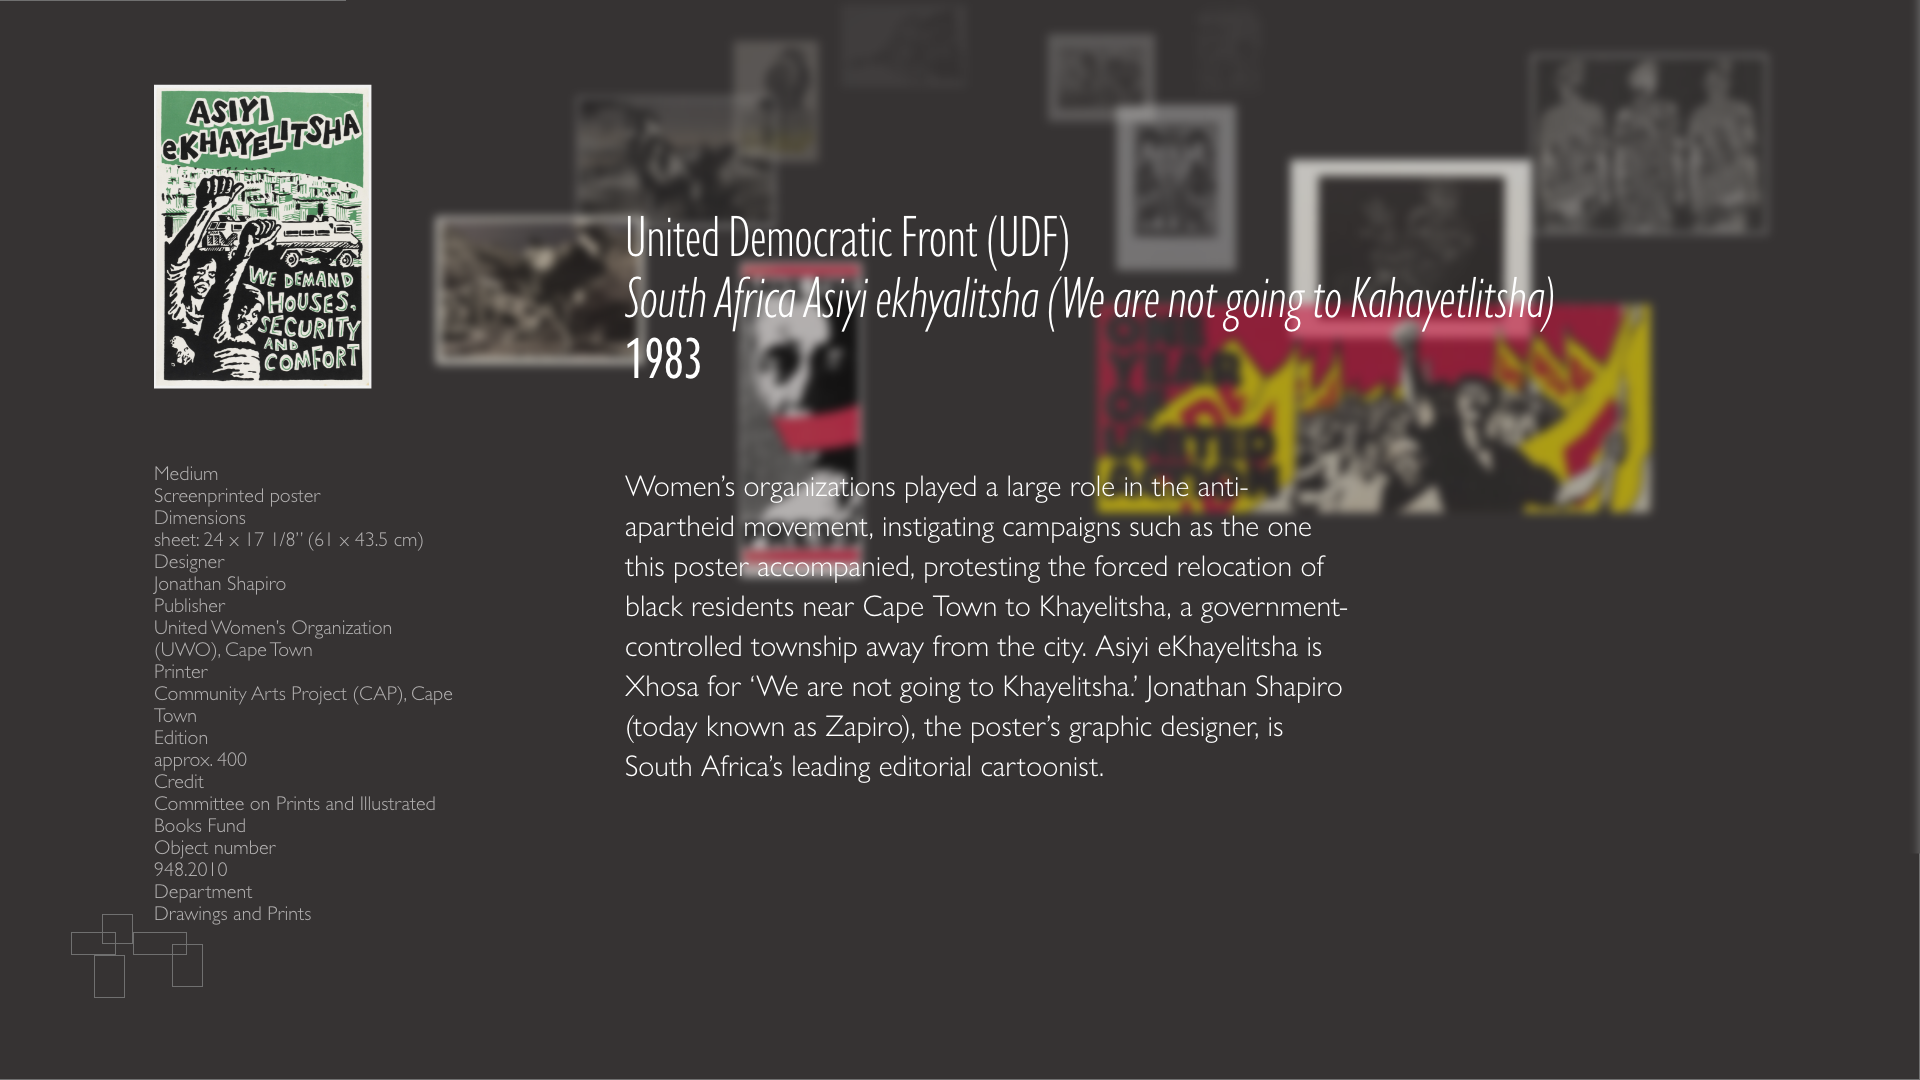 ASIYI
eKHAYELITSHA
WE DEMAND
HOUSES,
SECURITY
AND
COMFORT
United Democratic Front (UDF)
South Africa Asiyi ekhyalitsha (We are not going to Kahayetlitsha)
1983
Medium
Screenprinted poster
Dimensions
sheet: 24 x 17 1/8” (61 x 43.5 cm)
Designer
Jonathan Shapiro
Publisher
United Women’s Organization
(UWO), Cape Town
Printer
Community Arts Project (CAP), Cape
Town
Edition
approx. 400
Credit
Committee on Prints and Illustrated
Books Fund
Object number
948.2010
Department
Drawings and Prints
Women’s organizations played a large role in the anti-
apartheid movement, instigating campaigns such as the one
this poster accompanied, protesting the forced relocation of
black residents near Cape Town to Khayelitsha, a government-
controlled township away from the city. Asiyi eKhayelitsha is
Xhosa for ‘We are not going to Khayelitsha.’ Jonathan Shapiro
(today known as Zapiro), the poster’s graphic designer, is
South Africa’s leading editorial cartoonist.
ONE
YEAR
OF
UNITED